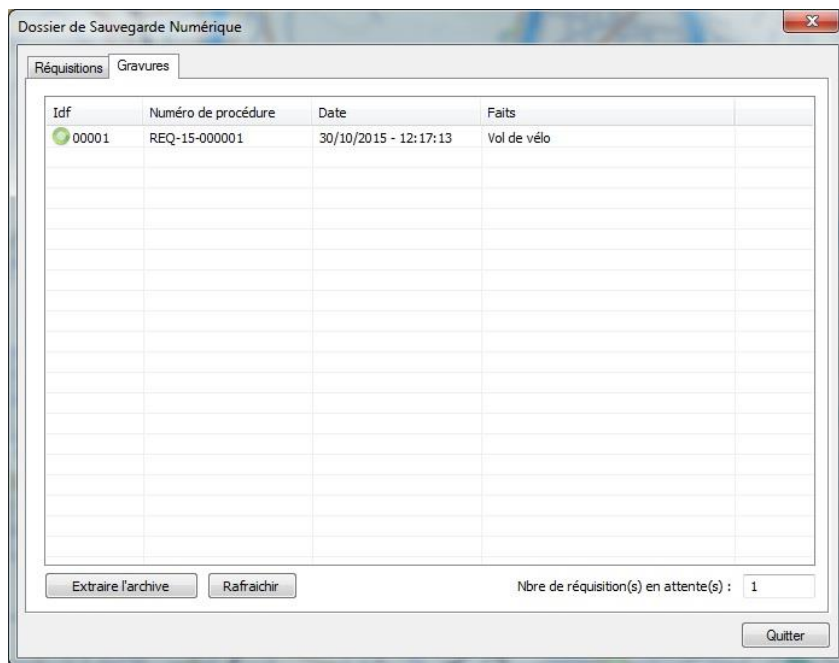 Dossier de Sauvegarde Numérique
Réquisitions Gravures
Idf Numéro de procédure Date Faits
00001 REQ-15-000001 30/10/2015 - 12:17:13 Vol de vélo
Extraire l'archive Rafraichir Nbre de réquisition(s) en attente(s) : 1
Quitter